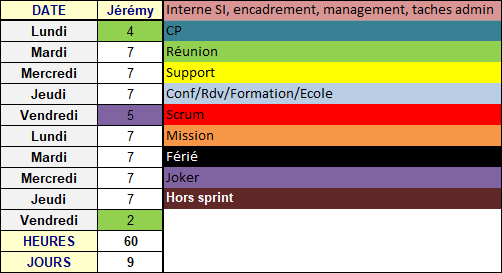 DATE Jérémy Interne SI, encadrement, management, taches admin
Lundi 4 CP
Mardi 7 Réunion
Mercredi 7 Support
Jeudi 7 Conf/Rdv/Formation/Ecole
Vendredi 5 Scrum
Lundi 7 Mission
Mardi 7 Férié
Mercredi 7 Joker
Jeudi 7 Hors sprint
Vendredi 2
HEURES 60
JOURS 9